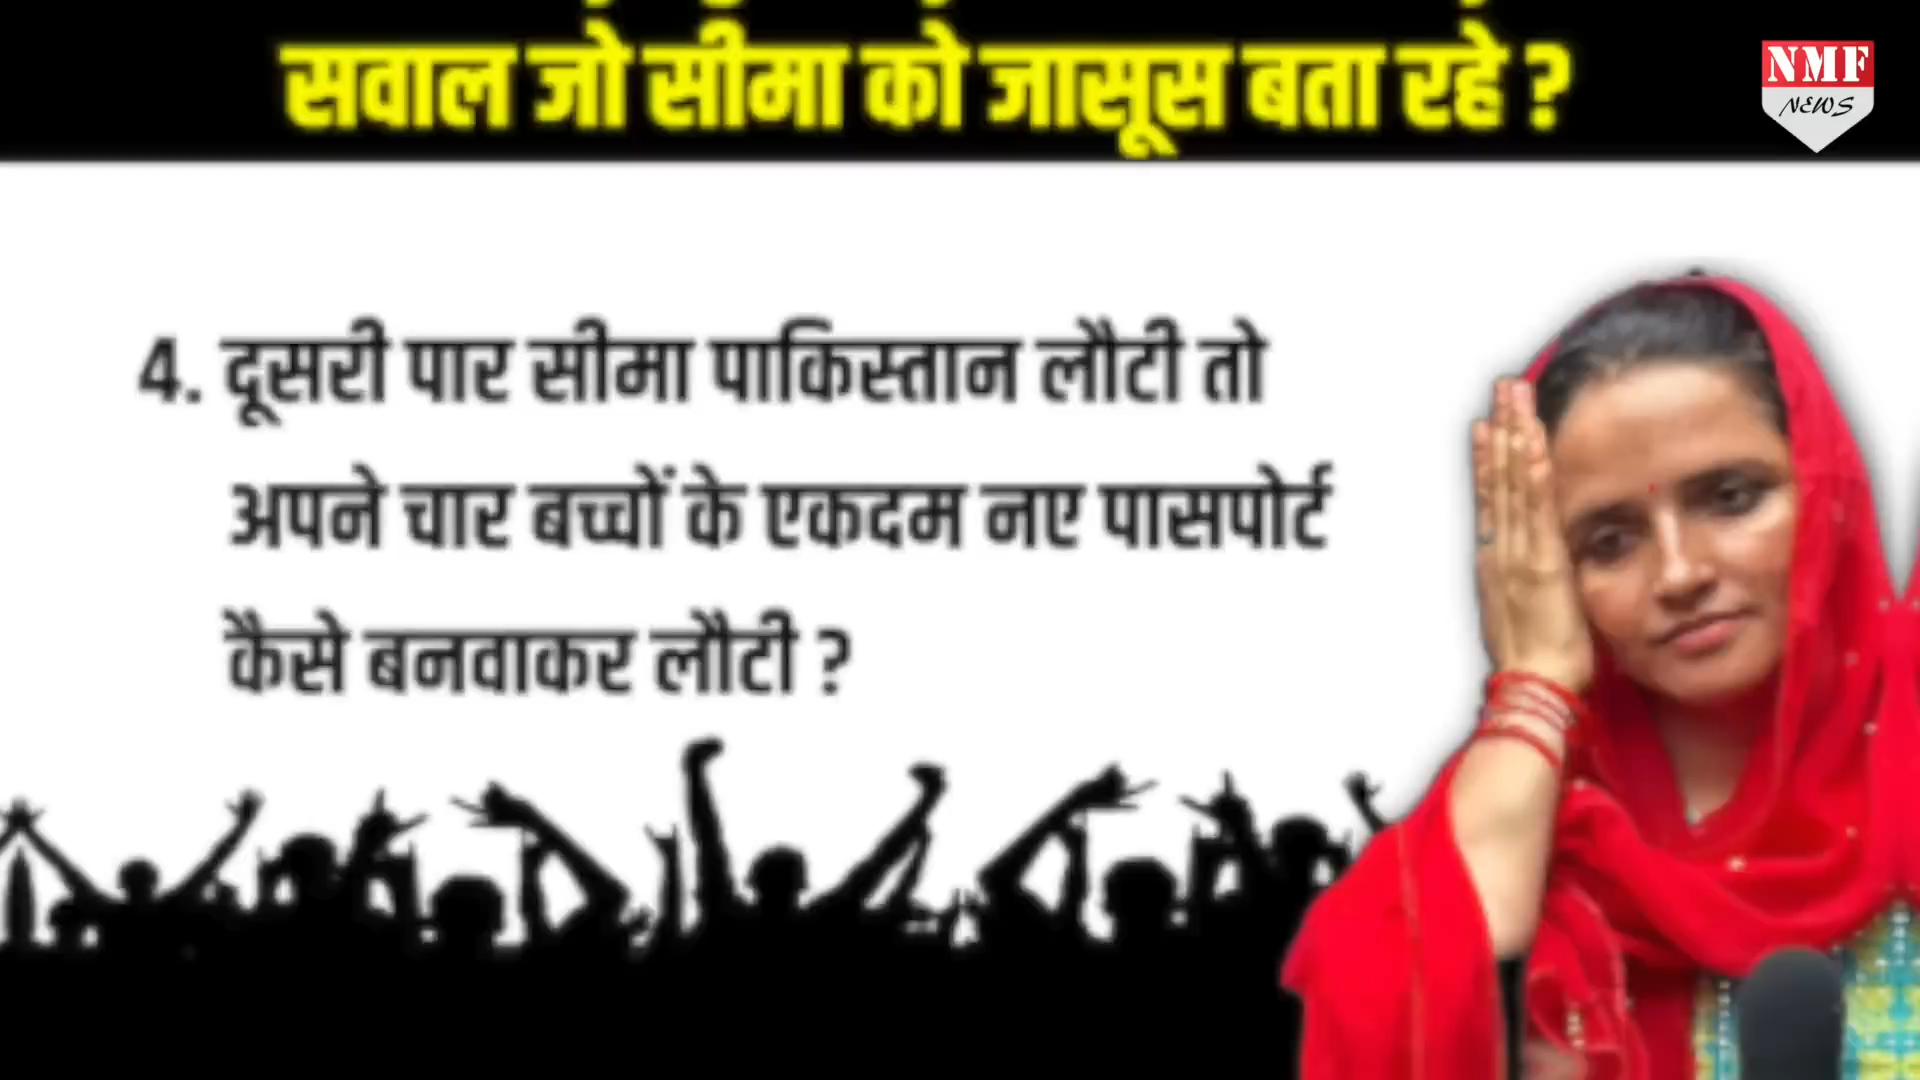 सवाल जो सीमा को जासूस बता रहे ?
NMF
NEWS
4. दूसरी पार सीमा पाकिस्तान लौटी तो
अपने चार बच्चों के एकदम नए पासपोर्ट
कैसे बनवाकर लौटी ?